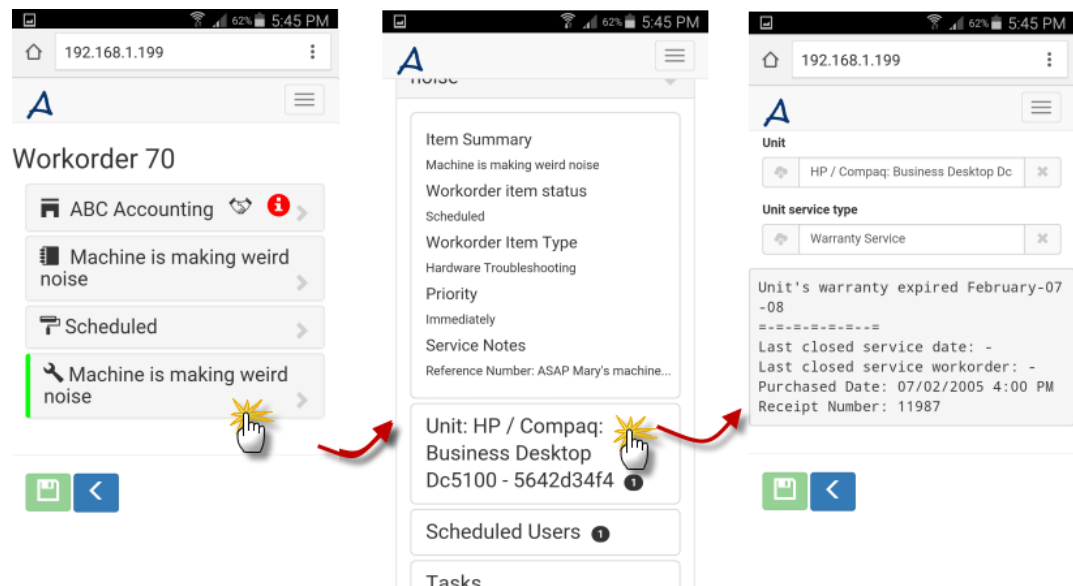 62% 5:45 PM
192.168.1.199
A
Workorder 70
ABC Accounting
Machine is making weird
noise
Scheduled
Machine is making weird
noise
62% 5:45 PM
A
noise
Item Summary
Machine is making weird noise
Workorder item status
Scheduled
Workorder Item Type
Hardware Troubleshooting
Priority
Immediately
Service Notes
Reference Number: ASAP Mary's machine...
Unit: HP / Compaq:
Business Desktop
Dc5100 - 5642d34f4 1
Scheduled Users 1
Tasks
62% 5:45 PM
192.168.1.199
A
Unit
HP / Compaq: Business Desktop Dc
Unit service type
Warranty Service
Unit's warranty expired February-07
-08
=-=-=-=-=-=--=
Last closed service date: -
Last closed service workorder: -
Purchased Date: 07/02/2005 4:00 PM
Receipt Number: 11987